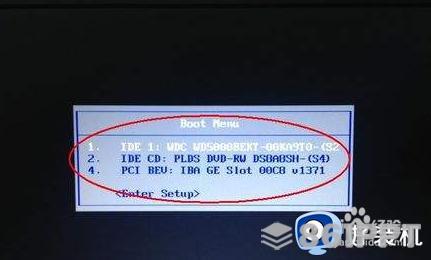 Boot Menu
1. IDE 1: WDC WD5000BEKT-00KA9T0-(S2
2. IDE CD: PLDS DVD-RW DS8A8SH-(S4)
4. PCI BEV: IBA GE Slot 00C8 v1371
<Enter Setup>
装机